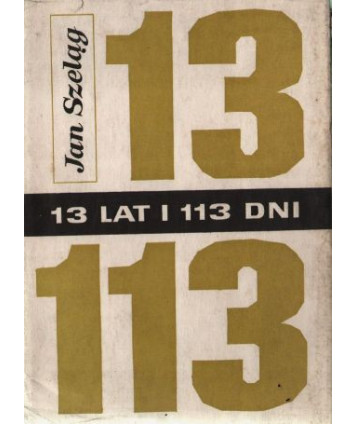 Jan Szeląg
13
13 LAT I 113 DNI
113